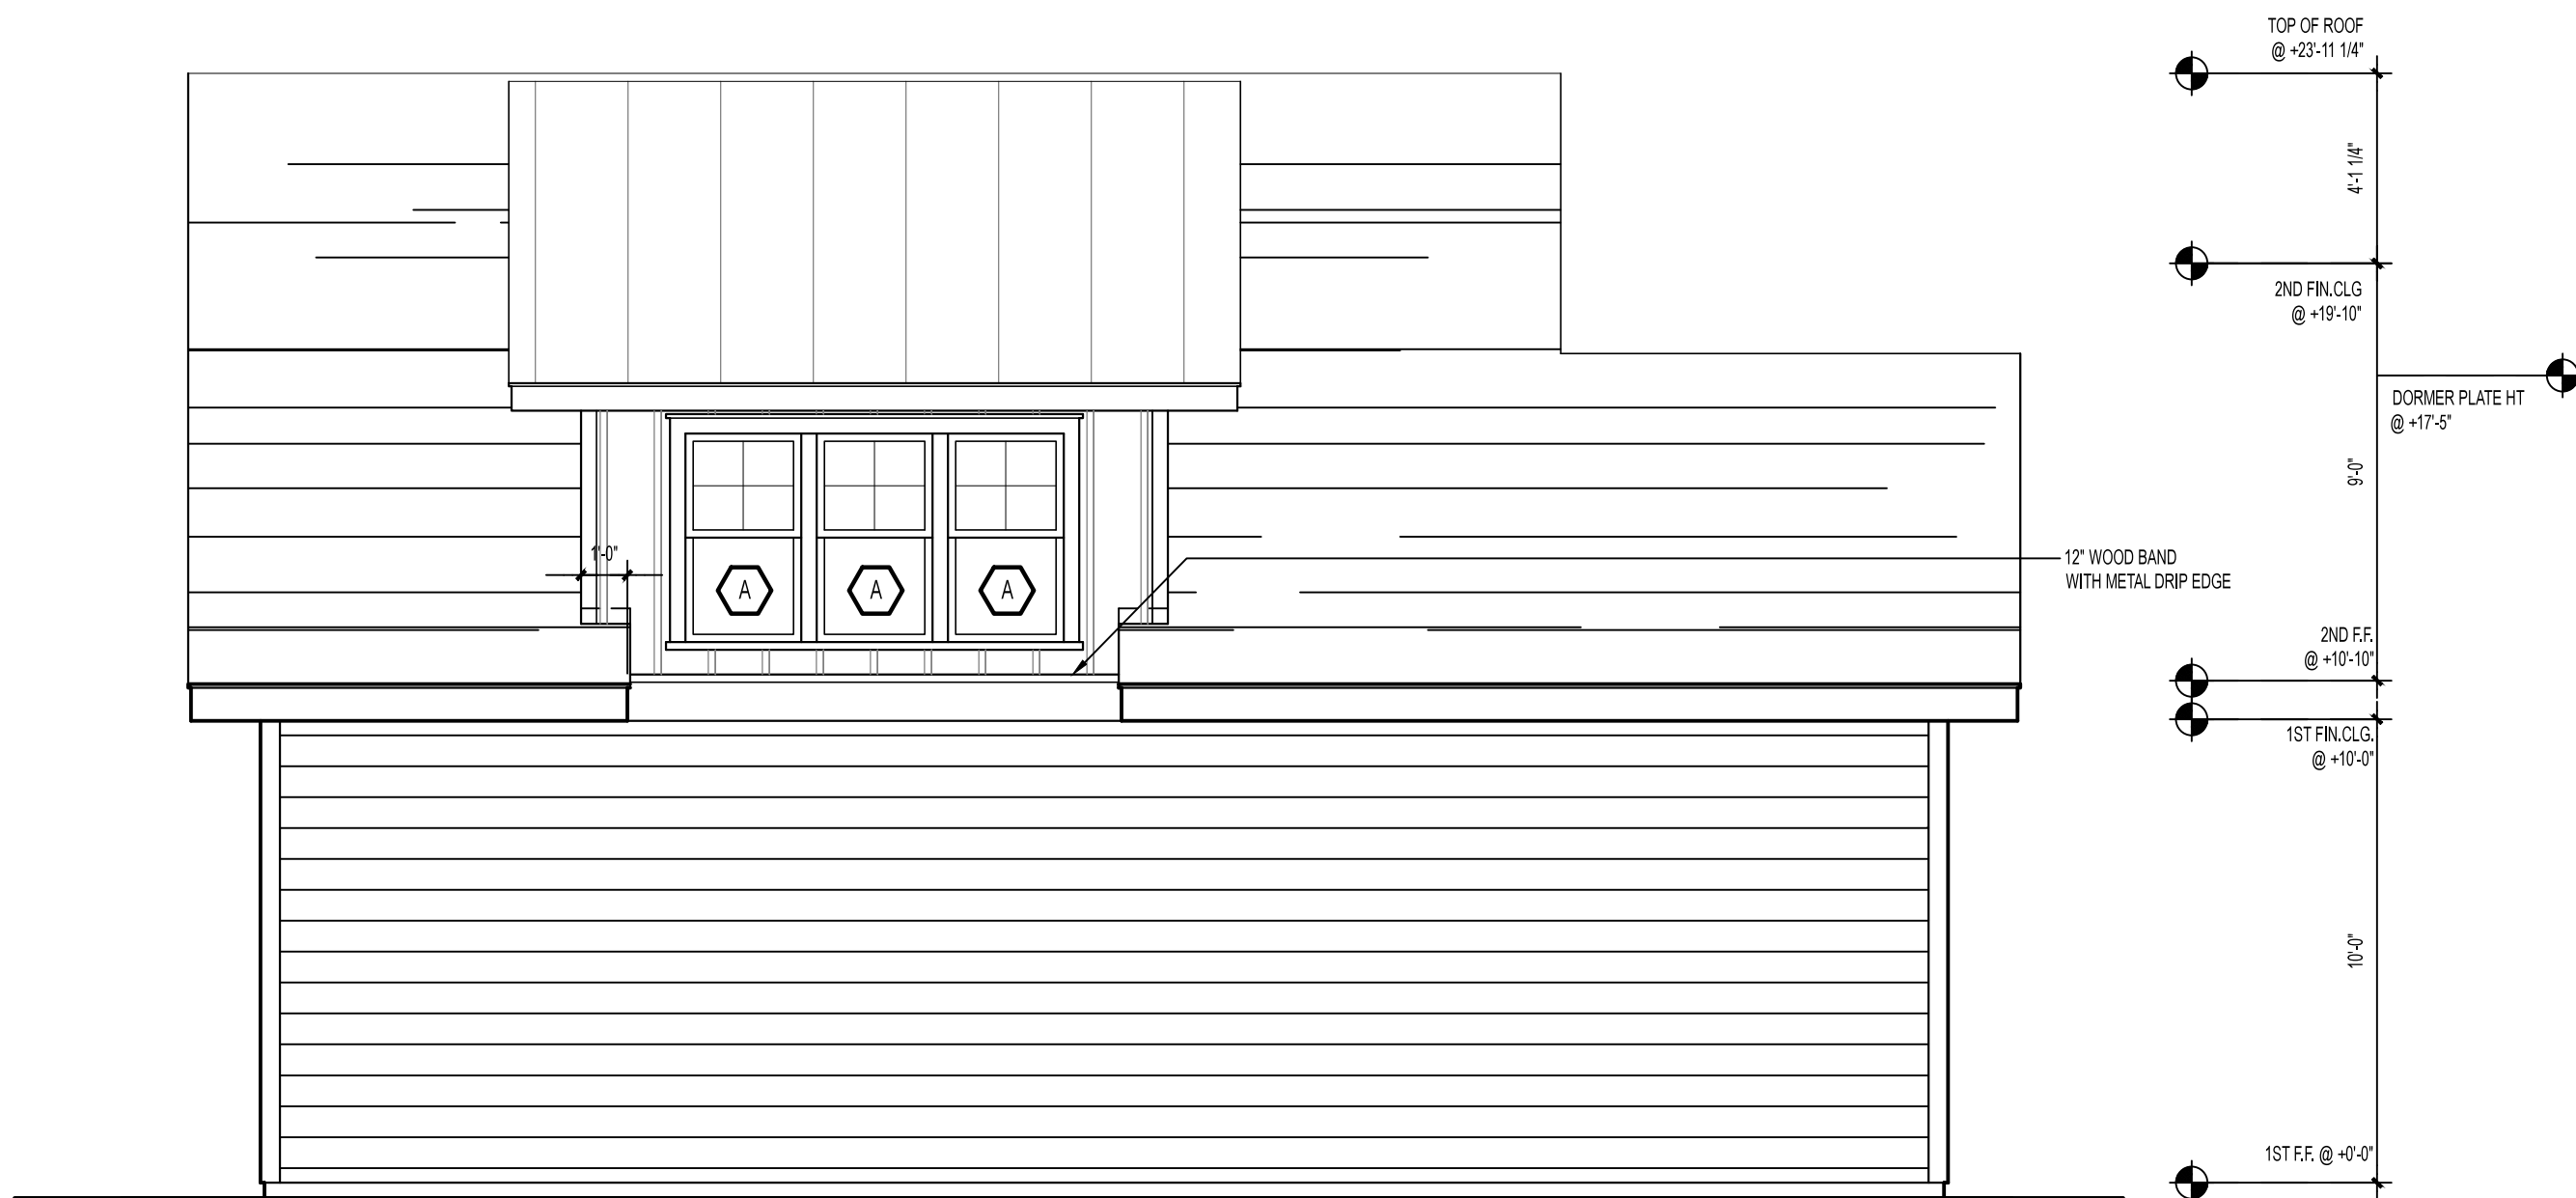 TOP OF ROOF
@ +23'-11 1/4"
4'-1 1/4"
2ND FIN.CLG
@ +19'-10"
DORMER PLATE HT
@ +17'-5"
9'-0"
1'-0"
A
A
A
12" WOOD BAND
WITH METAL DRIP EDGE
2ND F.F.
@ +10'-10"
1ST FIN.CLG.
@ +10'-0"
10'-0"
1ST F.F. @ +0'-0"